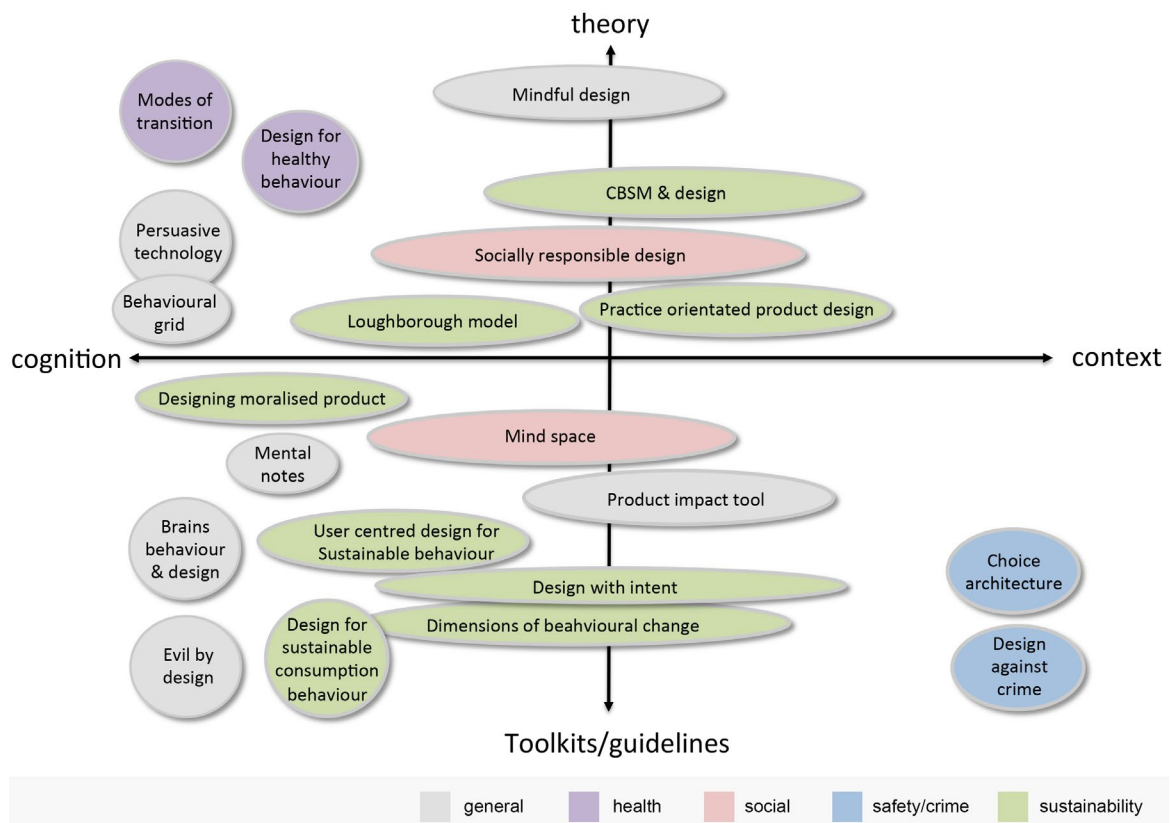 theory
Mindful design
Modes of
transition
Design for
healthy
behaviour
CBSM & design
Persuasive
technology
Socially responsible design
Behavioural
grid
Loughborough model
Practice orientated product design
cognition
context
Designing moralised product
Mind space
Mental
notes
Product impact tool
Brains
behaviour
& design
User centred design for
Sustainable behaviour
Choice
architecture
Design with intent
Dimensions of beahvioural change
Evil by
design
Design for
sustainable
consumption
behaviour
Design
against
crime
Toolkits/guidelines
general
health
social
safety/crime
sustainability